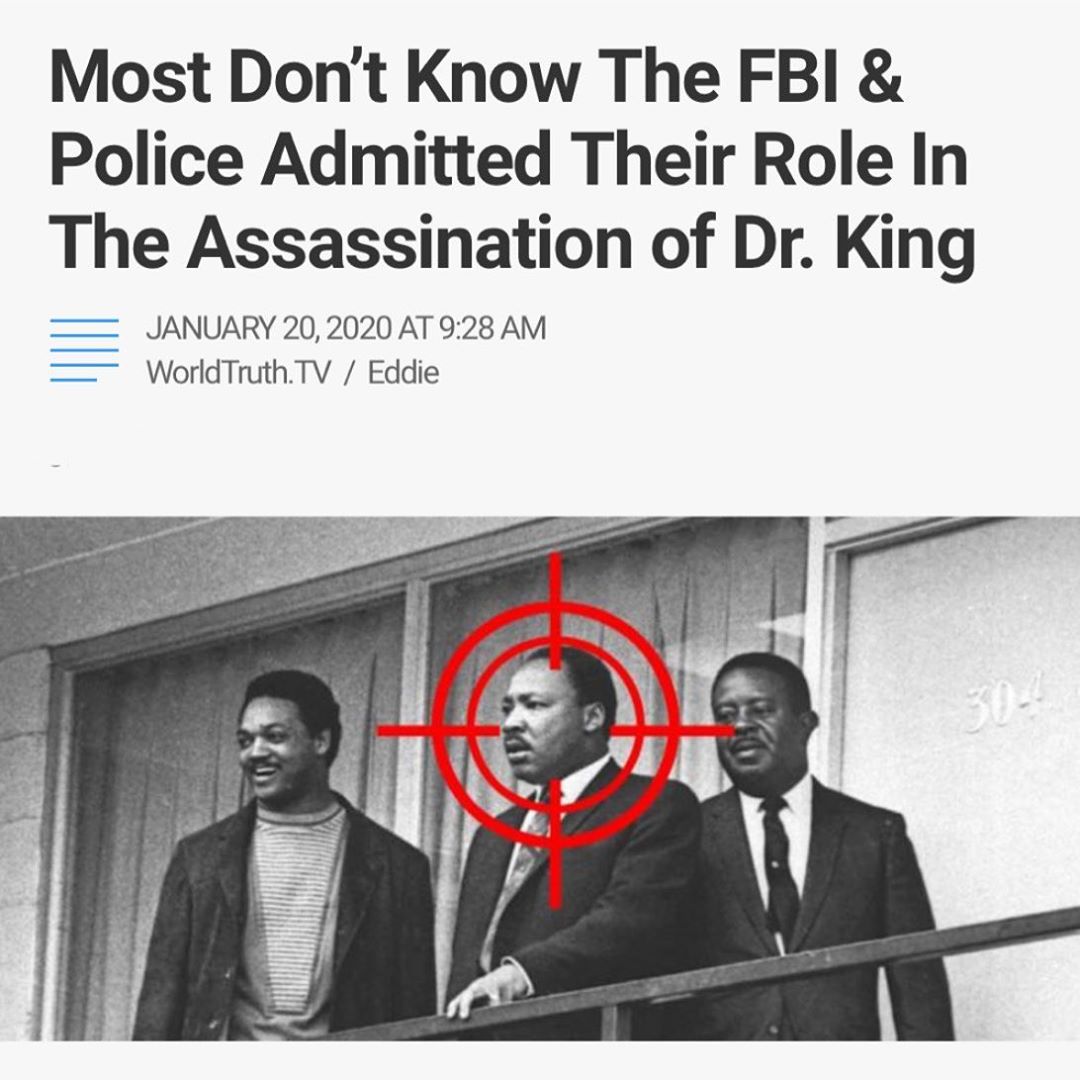 Most Don’t Know The FBI &
Police Admitted Their Role In
The Assassination of Dr. King
JANUARY 20, 2020 AT 9:28 AM
WorldTruth.TV / Eddie
304